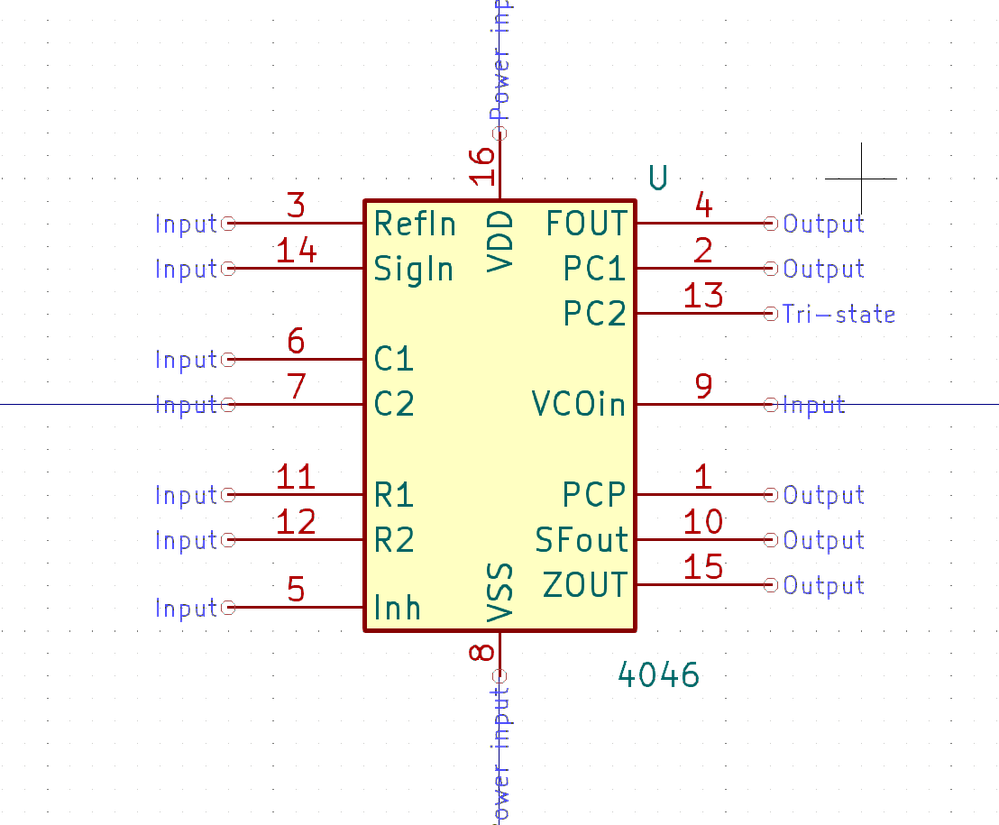 Power inp
16
U
Input 3 RefIn VDD FOUT 4 Output
Input 14 SigIn PC1 2 Output
PC2 13 Tri-state
Input 6 C1
Input 7 C2 VCOin 9 Input
Input 11 R1 PCP 1 Output
Input 12 R2 SFout 10 Output
Input 5 Inh VSS ZOUT 15 Output
8
4046
ower input